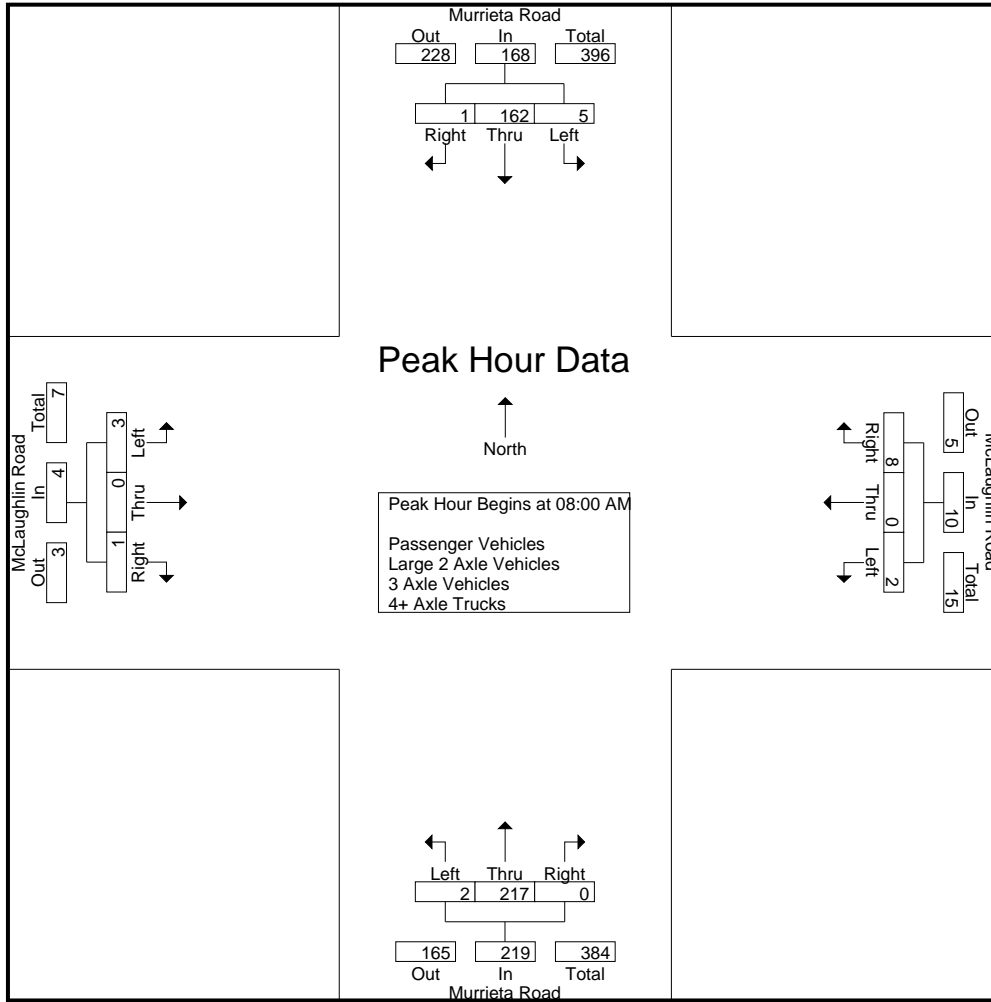 Murrieta Road
Out In Total
228 168 396
1 162 5
Right Thru Left
Peak Hour Data
North
Peak Hour Begins at 08:00 AM
Passenger Vehicles
Large 2 Axle Vehicles
3 Axle Vehicles
4+ Axle Trucks
McLaughlin Road
Out In Total
3 4 7
Left Thru Right
3 0 1
McLaughlin Road
Out In Total
5 10 15
Right Thru Left
8 0 2
Left Thru Right
2 217 0
165 219 384
Out In Total
Murrieta Road